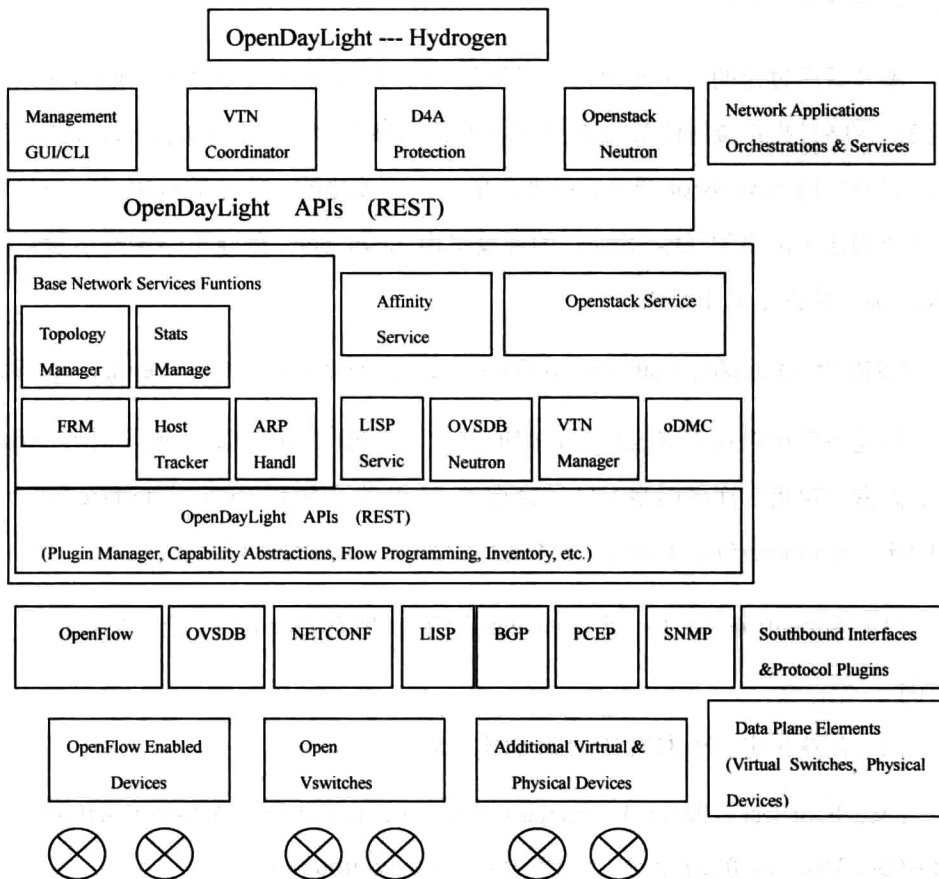 OpenDayLight --- Hydrogen
Management
GUI/CLI
VTN
Coordinator
D4A
Protection
Openstack
Neutron
Network Applications
Orchestrations & Services
OpenDayLight APIs (REST)
Base Network Services Funtions
Topology
Manager
Stats
Manage
FRM
Host
Tracker
ARP
Handl
Affinity
Service
Openstack Service
LISP
Servic
OVSDB
Neutron
VTN
Manager
oDMC
OpenDayLight APIs (REST)
(Plugin Manager, Capability Abstractions, Flow Programming, Inventory, etc.)
OpenFlow
OVSDB
NETCONF
LISP
BGP
PCEP
SNMP
Southbound Interfaces
&Protocol Plugins
OpenFlow Enabled
Devices
Open
Vswitches
Additional Virtrual &
Physical Devices
Data Plane Elements
(Virtual Switches, Physical
Devices)